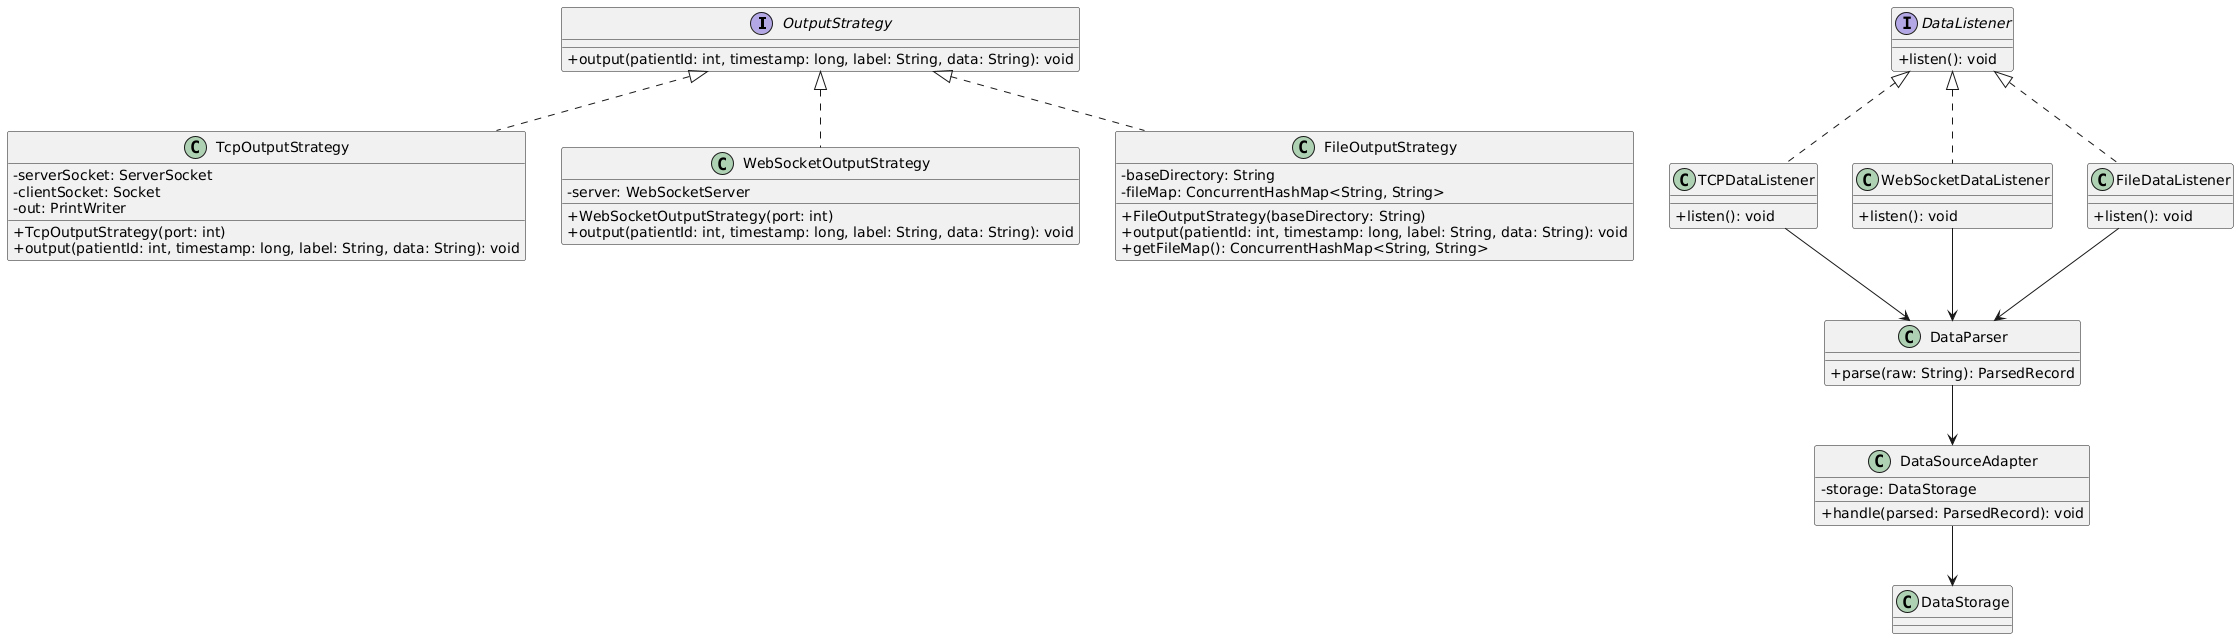 I OutputStrategy
+output(patientId: int, timestamp: long, label: String, data: String): void
C TcpOutputStrategy
-serverSocket: ServerSocket
-clientSocket: Socket
-out: PrintWriter
+TcpOutputStrategy(port: int)
+output(patientId: int, timestamp: long, label: String, data: String): void
C WebSocketOutputStrategy
-server: WebSocketServer
+WebSocketOutputStrategy(port: int)
+output(patientId: int, timestamp: long, label: String, data: String): void
C FileOutputStrategy
-baseDirectory: String
-fileMap: ConcurrentHashMap<String, String>
+FileOutputStrategy(baseDirectory: String)
+output(patientId: int, timestamp: long, label: String, data: String): void
+getFileMap(): ConcurrentHashMap<String, String>
I DataListener
+listen(): void
C TCPDataListener
+listen(): void
C WebSocketDataListener
+listen(): void
C FileDataListener
+listen(): void
C DataParser
+parse(raw: String): ParsedRecord
C DataSourceAdapter
-storage: DataStorage
+handle(parsed: ParsedRecord): void
C DataStorage